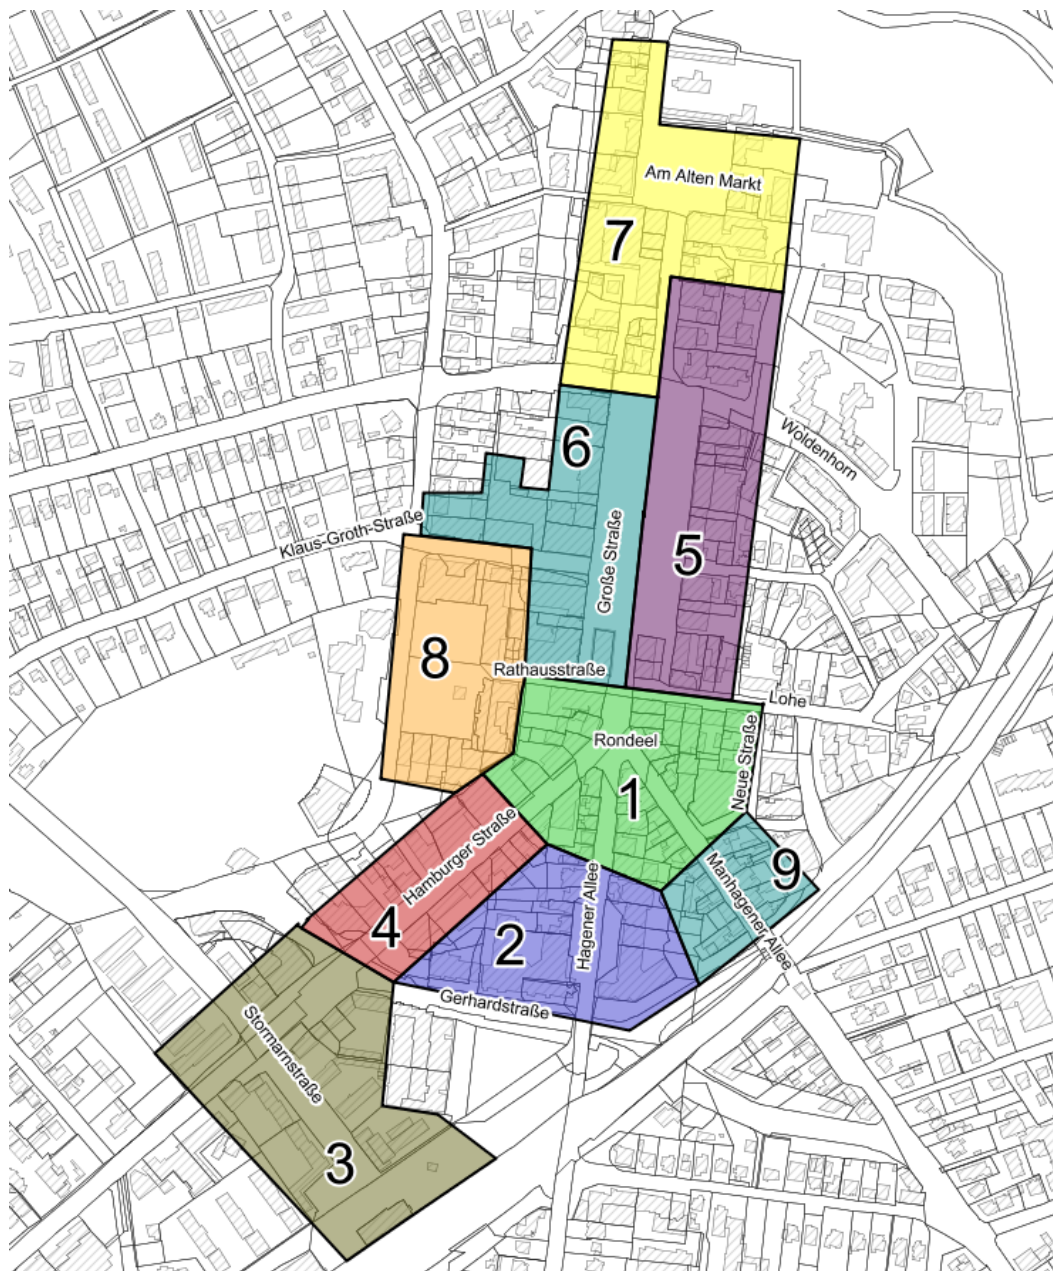 Am Alten Markt
7
6
Woldenhorn
Klaus-Groth-Straße
Große Straße
5
8
Rathausstraße
Lohe
Rondeel
Neue Straße
1
Hamburger Straße
Manhagener Allee
9
Hagener Allee
4
2
Gerhardstraße
Stormarnstraße
3